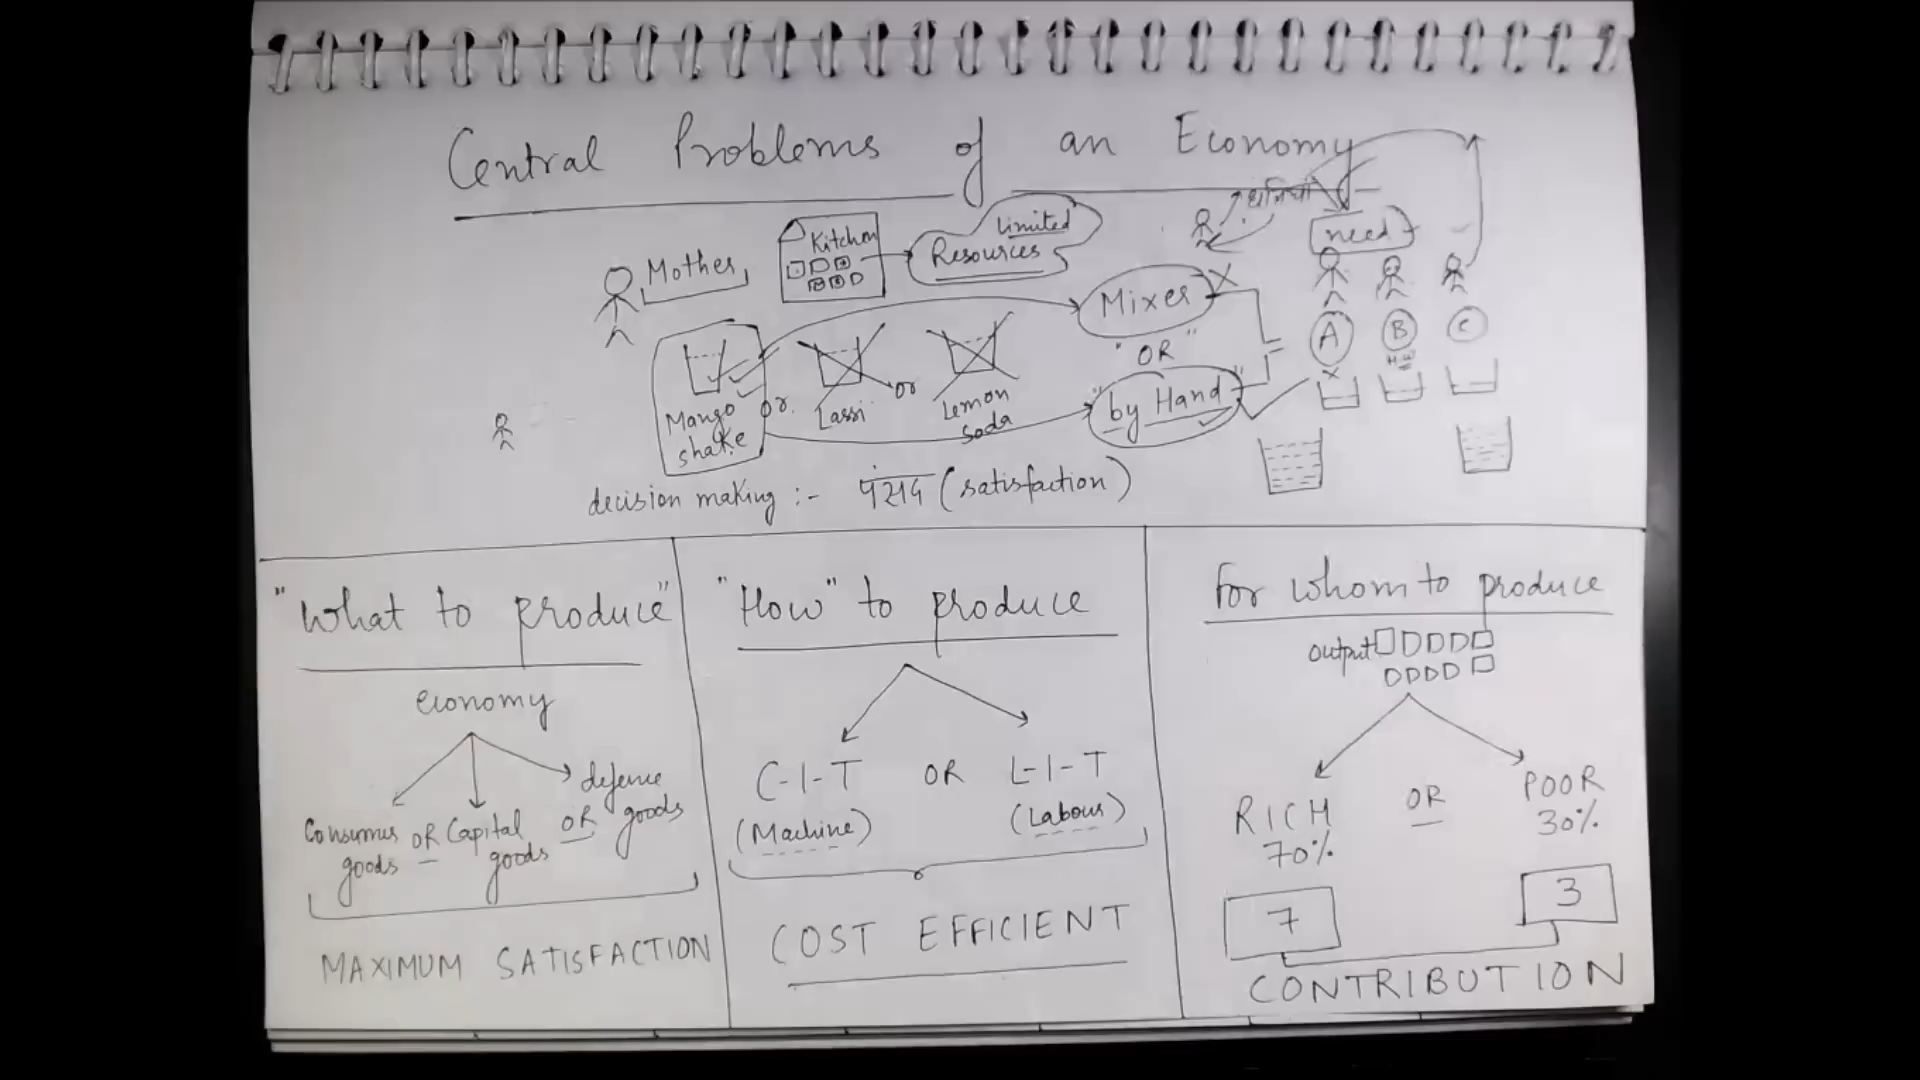 Central Problems of an Economy
Mother
Kitchen
Limited
Resources
need
Mixer
X
"OR"
"by Hand"
A
B
C
H.W
Mango shake
or
Lassi
or
Lemon
soda
decision making :- पंसाद (satisfaction)
"What to produce"
economy
Consumer goods OR Capital goods OR defence goods
MAXIMUM SATISFACTION
"How" to produce
C-I-T OR L-I-T
(Machine) (Labour)
COST EFFICIENT
for whom to produce
output
RICH OR POOR
70% 30%
7 3
CONTRIBUTION